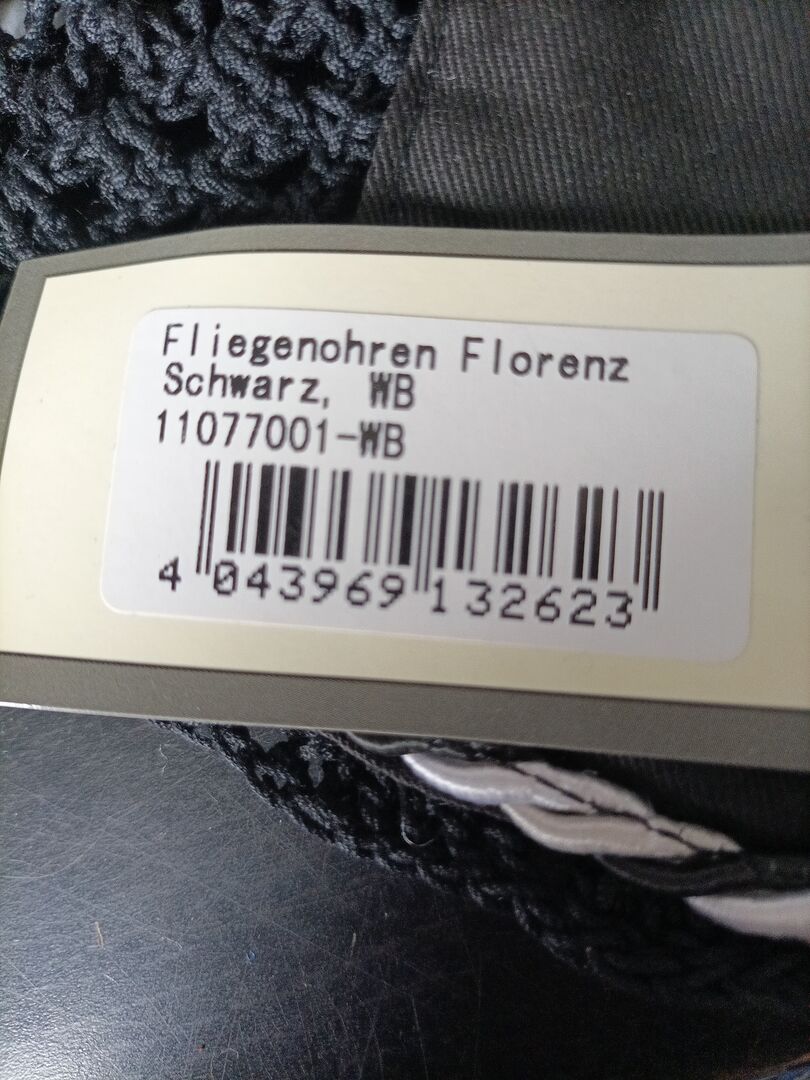 Fliegenohren Florenz
Schwarz, WB
11077001-WB
4 043969 132623